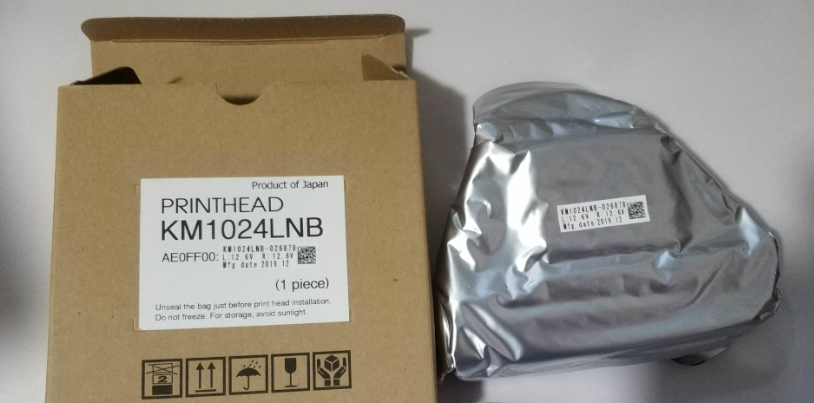 Product of Japan
PRINTHEAD
KM1024LNB
AE0FF00:
KM1024LNB-026870
L:12.6V R:12.6V
Mfg date 2019.12
(1 piece)
Unseal the bag just before print head installation.
Do not freeze. For storage, avoid sunlight.
2
KM1024LNB-026870
L:12.6V R:12.6V
Mfg date 2019.12